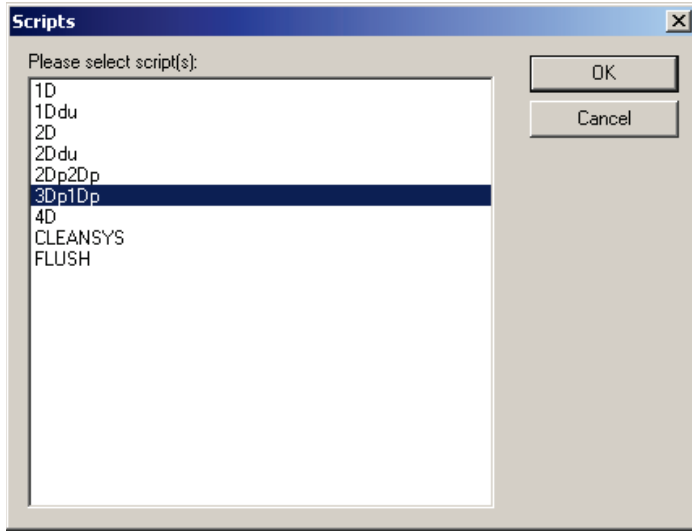 Scripts
Please select script(s):
1D
1Ddu
2D
2Ddu
2Dp2Dp
3Dp1Dp
4D
CLEANSYS
FLUSH
OK
Cancel